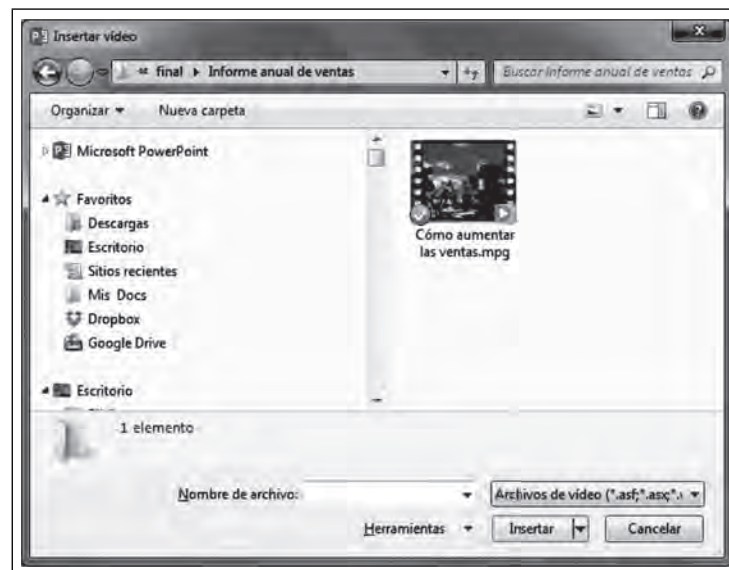 Insertar vídeo
« final ▸ Informe anual de ventas
Buscar Informe anual de ventas
Organizar ▾ Nueva carpeta
Microsoft PowerPoint
Favoritos
Descargas
Escritorio
Sitios recientes
Mis Docs
Dropbox
Google Drive
Escritorio
Cómo aumentar
las ventas.mpg
1 elemento
Nombre de archivo:
Archivos de vídeo (*.asf;*.asx;*.
Herramientas
Insertar
Cancelar